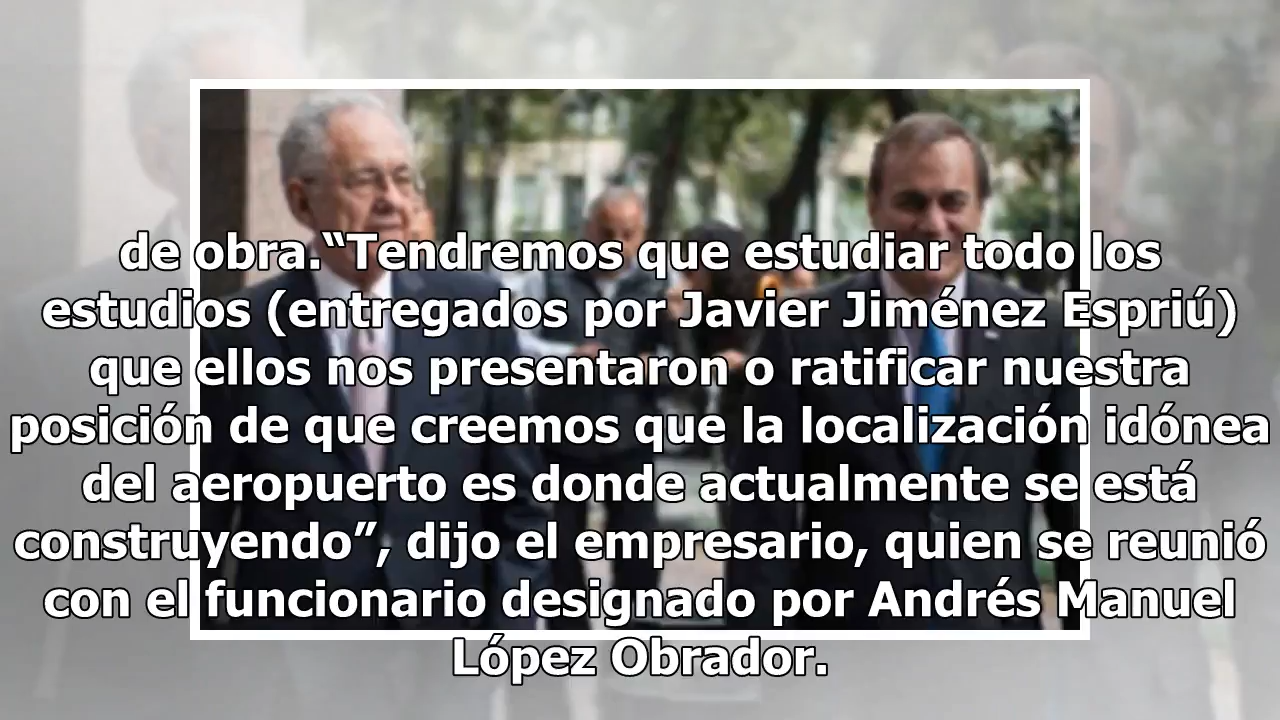 de obra. “Tendremos que estudiar todo los
estudios (entregados por Javier Jiménez Espriú)
que ellos nos presentaron o ratificar nuestra
posición de que creemos que la localización idónea
del aeropuerto es donde actualmente se está
construyendo”, dijo el empresario, quien se reunió
con el funcionario designado por Andrés Manuel
López Obrador.